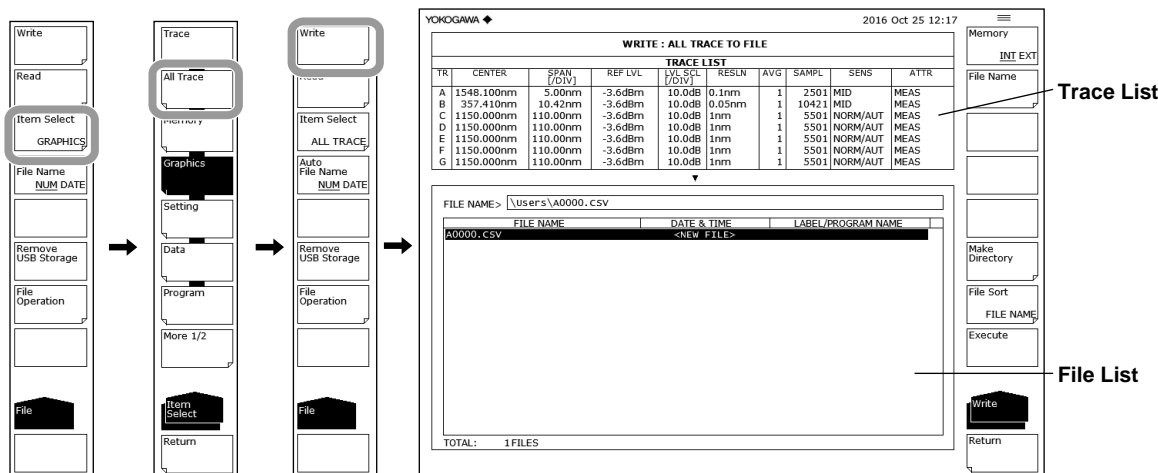 Write
Read
Item Select
GRAPHICS
File Name
NUM DATE
Remove
USB Storage
File
Operation
File
Trace
All Trace
Memory
Graphics
Setting
Data
Program
More 1/2
Item
Select
Return
Write
Read
Item Select
ALL TRACE
Auto
File Name
NUM DATE
Remove
USB Storage
File
Operation
File
YOKOGAWA ◆ 2016 Oct 25 12:17
WRITE : ALL TRACE TO FILE
TRACE LIST
TR CENTER SPAN [/DIV] REF LVL LVL SCL [/DIV] RESLN AVG SAMPL SENS ATTR
A 1548.100nm 5.00nm -3.6dBm 10.0dB 0.1nm 1 2501 MID MEAS
B 357.410nm 10.42nm -3.6dBm 10.0dB 0.05nm 1 10421 MID MEAS
C 1150.000nm 110.00nm -3.6dBm 10.0dB 1nm 1 5501 NORM/AUT MEAS
D 1150.000nm 110.00nm -3.6dBm 10.0dB 1nm 1 5501 NORM/AUT MEAS
E 1150.000nm 110.00nm -3.6dBm 10.0dB 1nm 1 5501 NORM/AUT MEAS
F 1150.000nm 110.00nm -3.6dBm 10.0dB 1nm 1 5501 NORM/AUT MEAS
G 1150.000nm 110.00nm -3.6dBm 10.0dB 1nm 1 5501 NORM/AUT MEAS
▼
FILE NAME> \Users\A0000.CSV
FILE NAME DATE & TIME LABEL/PROGRAM NAME
A0000.CSV <NEW FILE>
TOTAL: 1FILES
Memory
INT EXT
File Name
Make
Directory
File Sort
FILE NAME
Execute
Write
Return
Trace List
File List